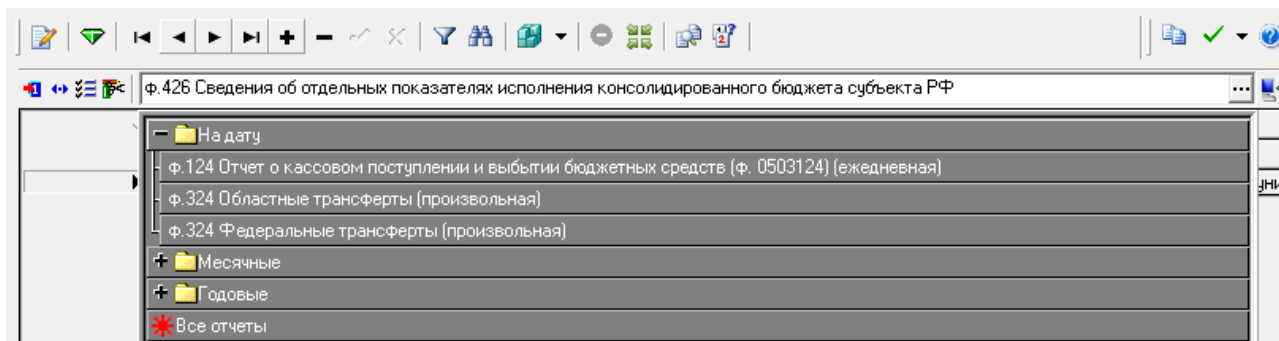 ф.426 Сведения об отдельных показателях исполнения консолидированного бюджета субъекта РФ
На дату
ф.124 Отчет о кассовом поступлении и выбытии бюджетных средств (ф. 0503124) (ежедневная)
ф.324 Областные трансферты (произвольная)
ф.324 Федеральные трансферты (произвольная)
Месячные
Годовые
Все отчеты